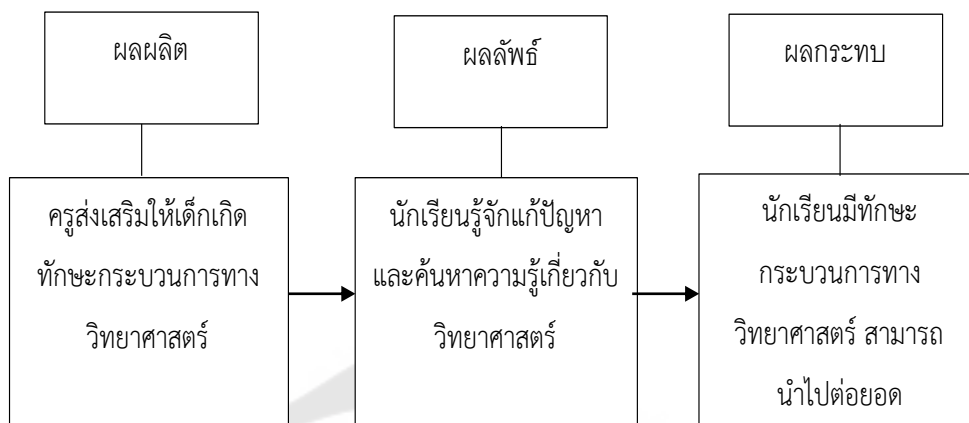 ผลผลิต
ผลลัพธ์
ผลกระทบ
ครูส่งเสริมให้เด็กเกิด
ทักษะกระบวนการทาง
วิทยาศาสตร์
นักเรียนรู้จักแก้ปัญหา
และค้นหาความรู้เกี่ยวกับ
วิทยาศาสตร์
นักเรียนมีทักษะ
กระบวนการทาง
วิทยาศาสตร์ สามารถ
นำไปต่อยอด